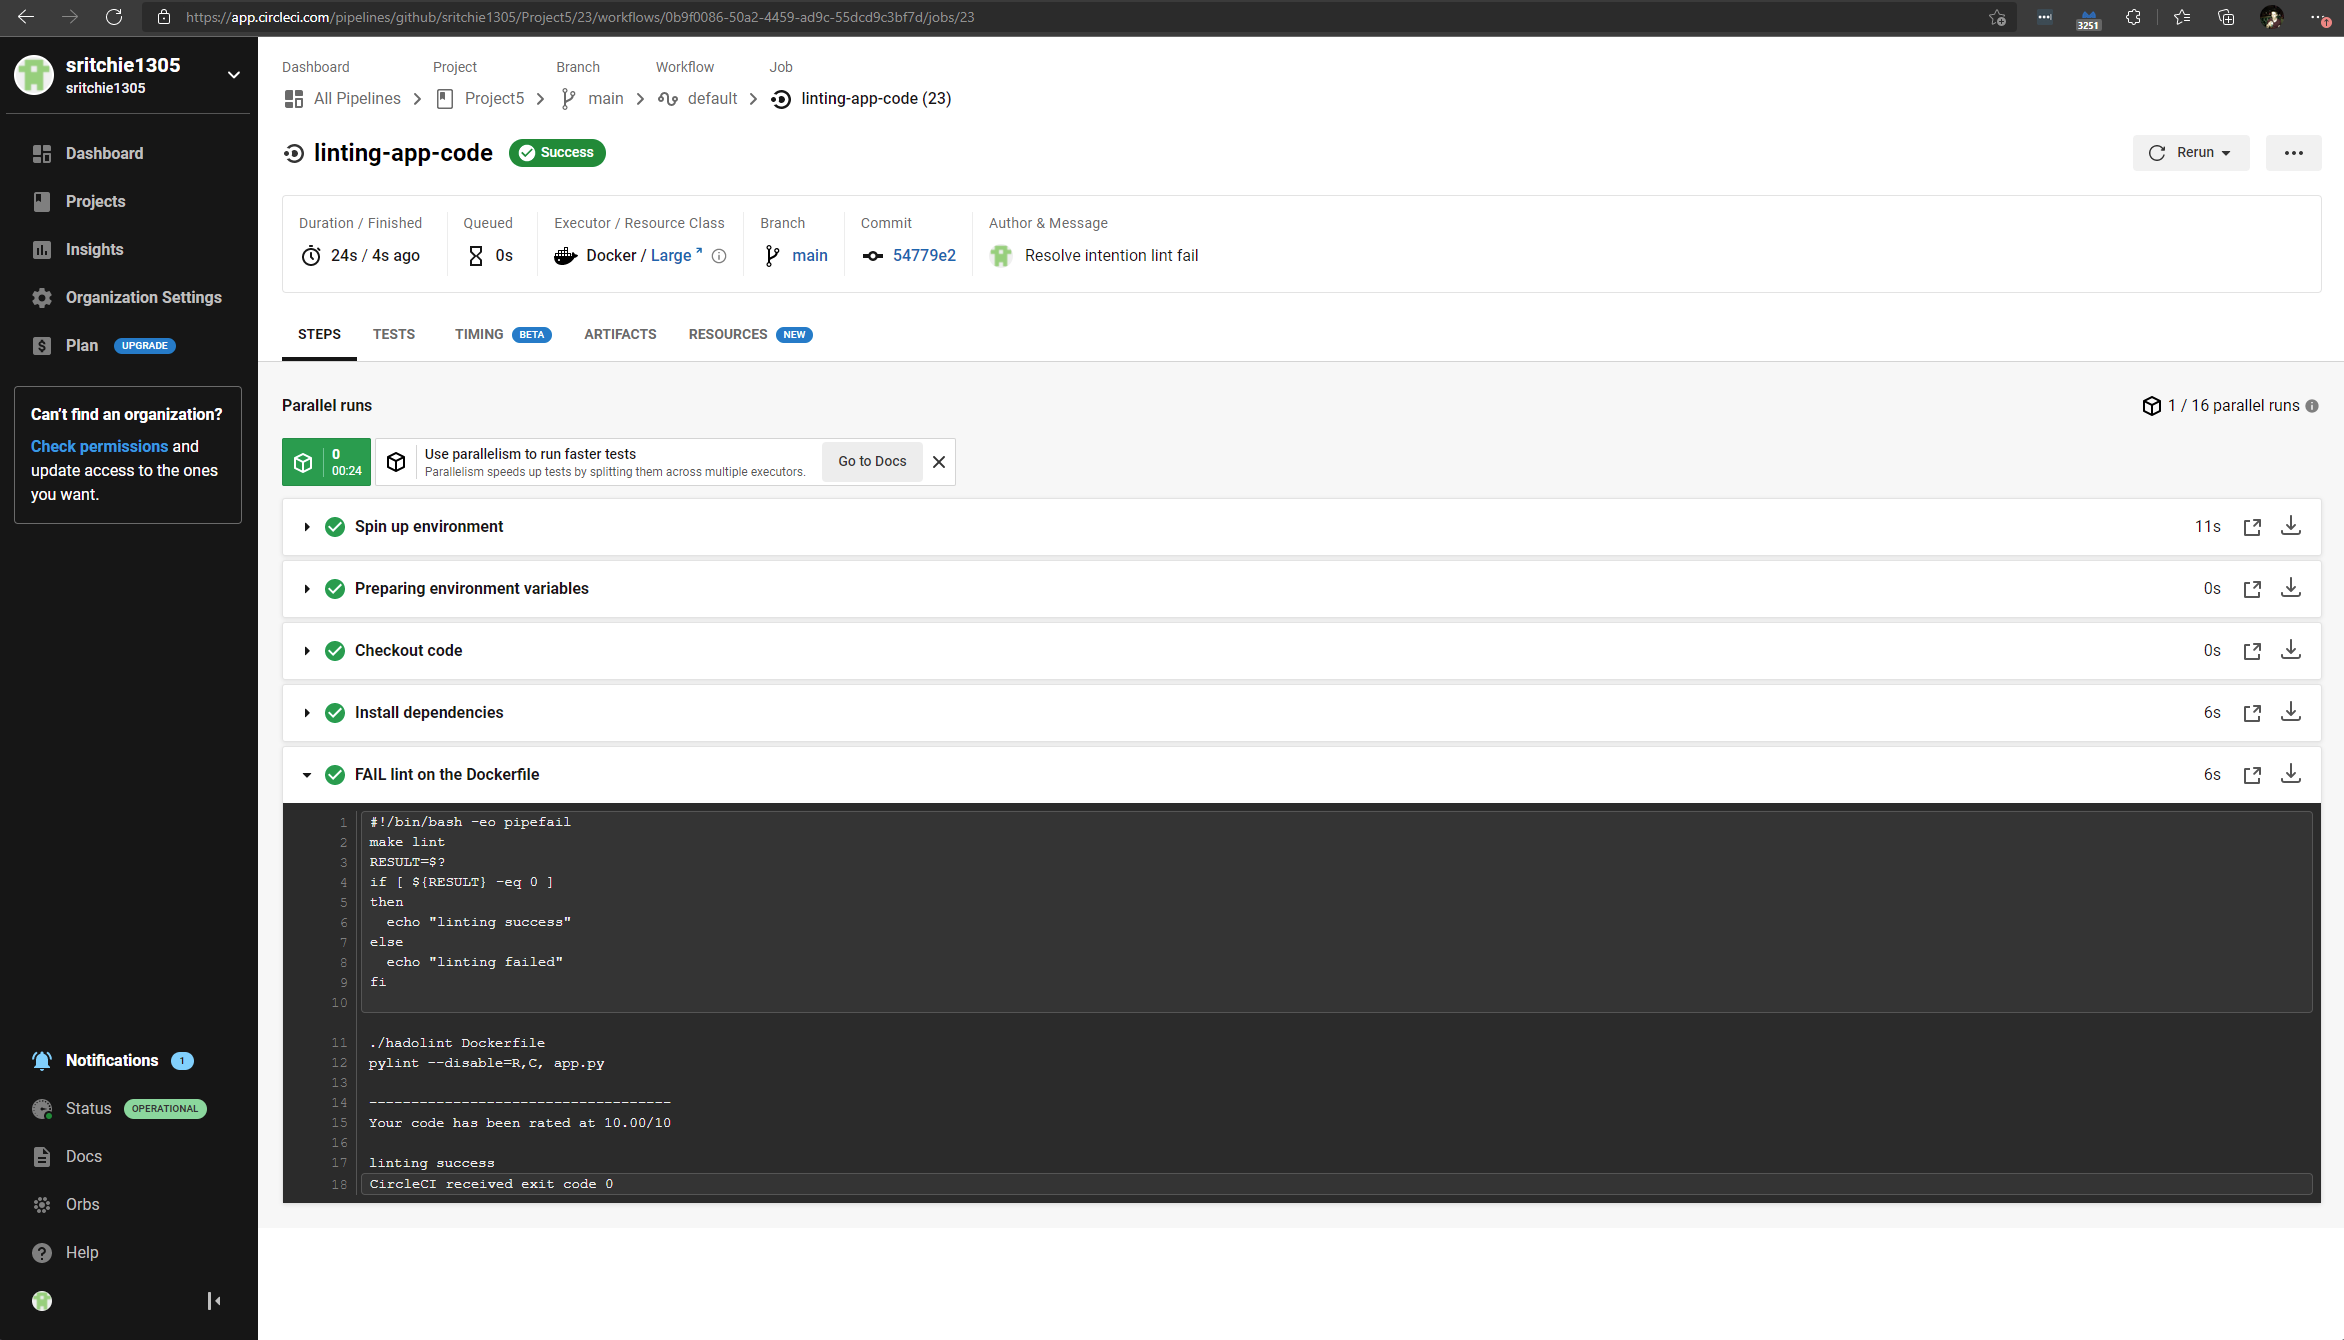 https://app.circleci.com/pipelines/github/sritchie1305/Project5/23/workflows/0b9f0086-50a2-4459-ad9c-55dcd9c3bf7d/jobs/23
3251
sritchie1305
sritchie1305
Dashboard
Projects
Insights
Organization Settings
Plan UPGRADE
Can't find an organization?
Check permissions and
update access to the ones
you want.
Notifications 1
Status OPERATIONAL
Docs
Orbs
Help
Dashboard Project Branch Workflow Job
All Pipelines Project5 main default linting-app-code (23)
linting-app-code Success
Rerun
Duration / Finished Queued Executor / Resource Class Branch Commit Author & Message
24s / 4s ago 0s Docker / Large main 54779e2 Resolve intention lint fail
STEPS TESTS TIMING BETA ARTIFACTS RESOURCES NEW
Parallel runs
1 / 16 parallel runs
0
00:24
Use parallelism to run faster tests
Parallelism speeds up tests by splitting them across multiple executors.
Go to Docs
Spin up environment 11s
Preparing environment variables 0s
Checkout code 0s
Install dependencies 6s
FAIL lint on the Dockerfile 6s
1 #!/bin/bash -eo pipefail
2 make lint
3 RESULT=$?
4 if [ ${RESULT} -eq 0 ]
5 then
6   echo "linting success"
7 else
8   echo "linting failed"
9 fi
10
11 ./hadolint Dockerfile
12 pylint --disable=R,C, app.py
13
14 ------------------------------------
15 Your code has been rated at 10.00/10
16
17 linting success
18 CircleCI received exit code 0